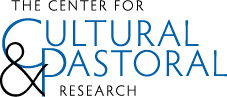 THE CENTER FOR
CULTURAL
& PASTORAL
RESEARCH